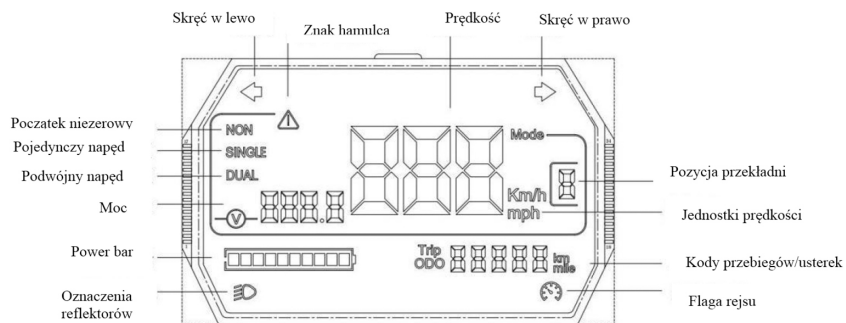 Skręć w lewo
Znak hamulca
Prędkość
Skręć w prawo
Początek niezerowy
Pojedynczy napęd
Podwójny napęd
Moc
Power bar
Oznaczenia
reflektorów
NON
SINGLE
DUAL
V
Mode
Km/h
mph
Trip
ODO
km
mile
Pozycja przekładni
Jednostki prędkości
Kody przebiegów/usterek
Flaga rejsu